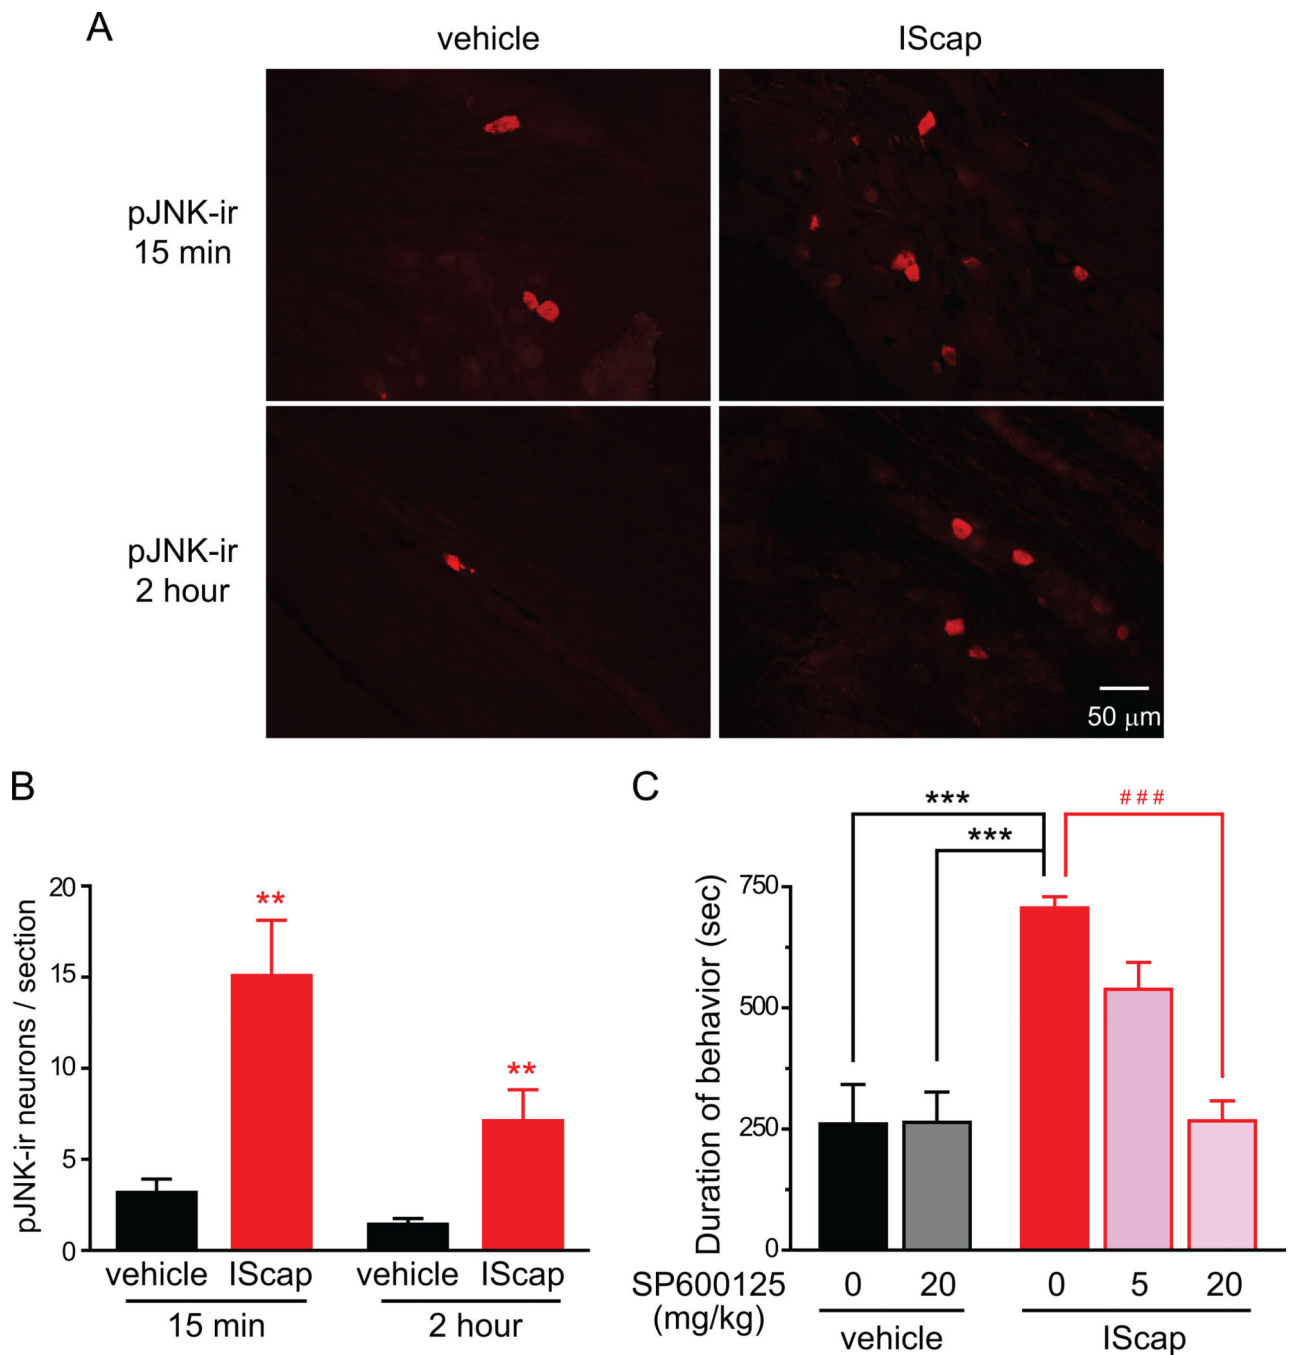 A
vehicle
IScap
pJNK-ir
15 min
pJNK-ir
2 hour
50 μm
B
pJNK-ir neurons / section
20
15
10
5
0
**
**
vehicle
IScap
vehicle
IScap
15 min
2 hour
C
Duration of behavior (sec)
750
500
250
0
***
***
###
SP600125
(mg/kg)
0
20
0
5
20
vehicle
IScap